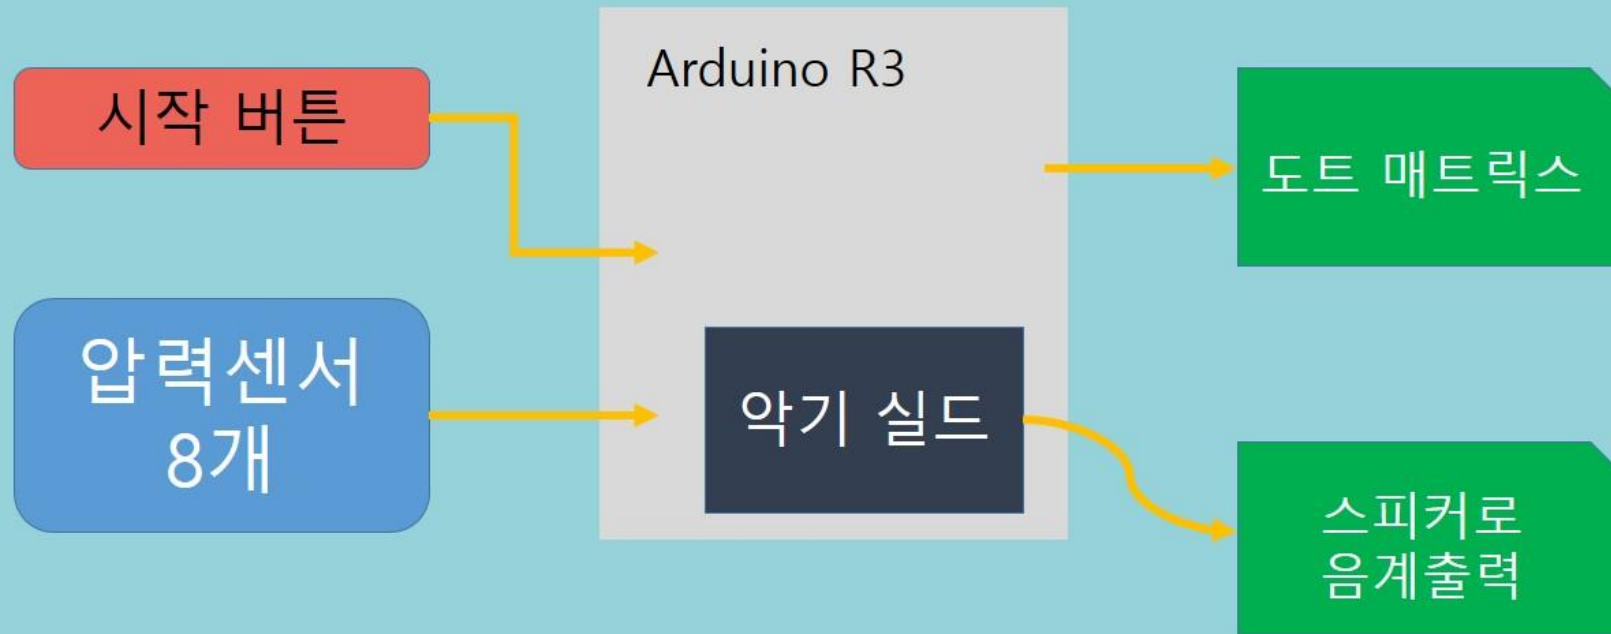 시작 버튼
압력센서
8개
Arduino R3
악기 실드
도트 매트릭스
스피커로
음계출력